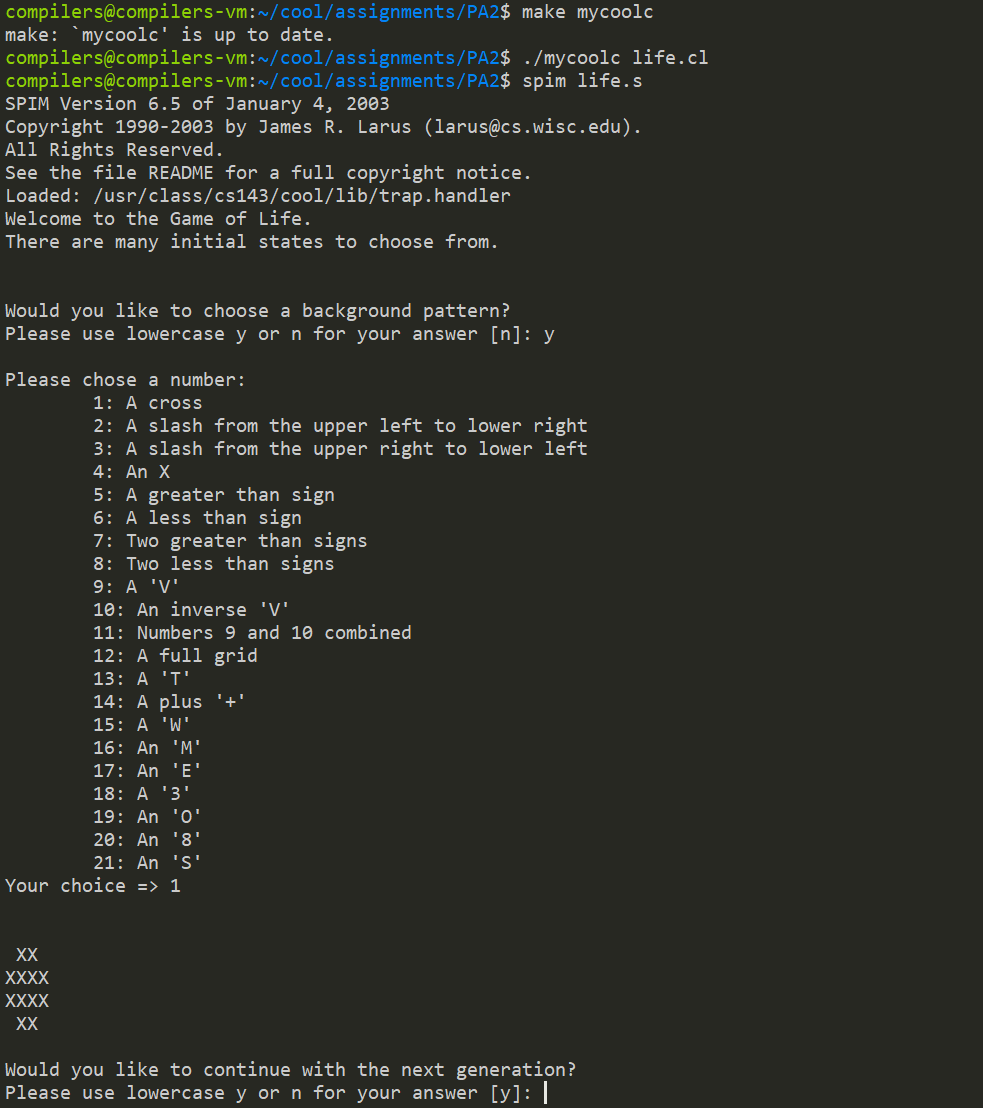 compilers@compilers-vm:~/cool/assignments/PA2$ make mycoolc
make: `mycoolc' is up to date.
compilers@compilers-vm:~/cool/assignments/PA2$ ./mycoolc life.cl
compilers@compilers-vm:~/cool/assignments/PA2$ spim life.s
SPIM Version 6.5 of January 4, 2003
Copyright 1990-2003 by James R. Larus (larus@cs.wisc.edu).
All Rights Reserved.
See the file README for a full copyright notice.
Loaded: /usr/class/cs143/cool/lib/trap.handler
Welcome to the Game of Life.
There are many initial states to choose from.
Would you like to choose a background pattern?
Please use lowercase y or n for your answer [n]: y
Please chose a number:
1: A cross
2: A slash from the upper left to lower right
3: A slash from the upper right to lower left
4: An X
5: A greater than sign
6: A less than sign
7: Two greater than signs
8: Two less than signs
9: A 'V'
10: An inverse 'V'
11: Numbers 9 and 10 combined
12: A full grid
13: A 'T'
14: A plus '+'
15: A 'W'
16: An 'M'
17: An 'E'
18: A '3'
19: An 'O'
20: An '8'
21: An 'S'
Your choice => 1
 XX
XXXX
XXXX
 XX
Would you like to continue with the next generation?
Please use lowercase y or n for your answer [y]: